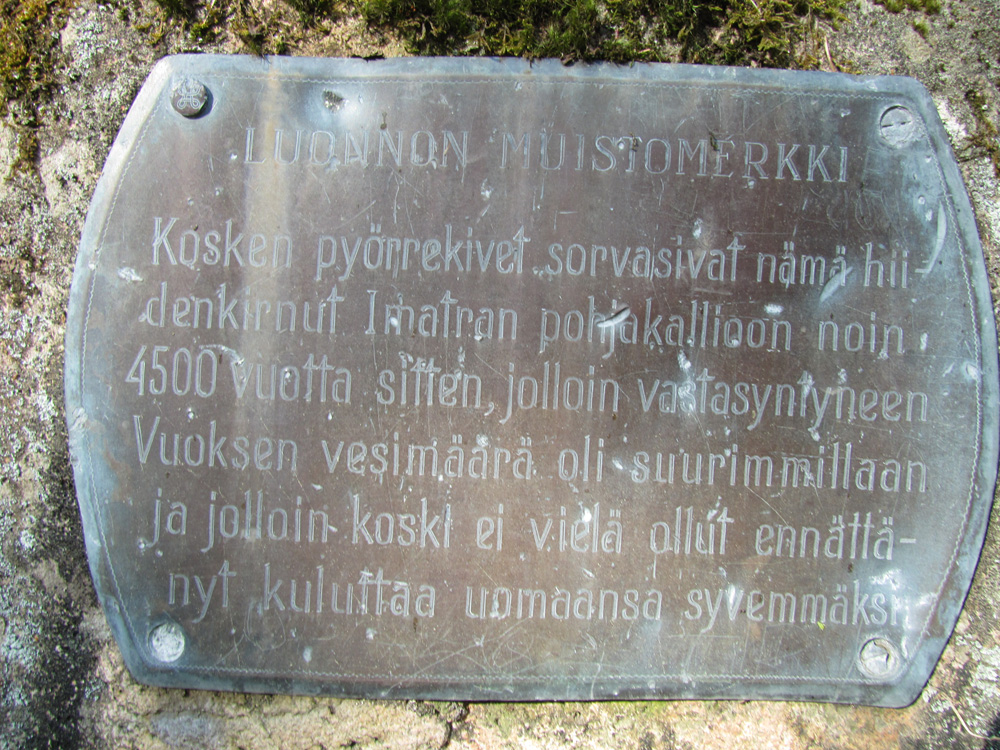 LUONNON MUISTOMERKKI
Kosken pyörrekivet sorvasivat nämä hii-
denkirnut Imatran pohjakallioon noin
4500 vuotta sitten, jolloin vastasyntyneen
Vuoksen vesimäärä oli suurimmillaan
ja jolloin koski ei vielä ollut ennättä-
nyt kuluttaa uomaansa syvemmäksi.